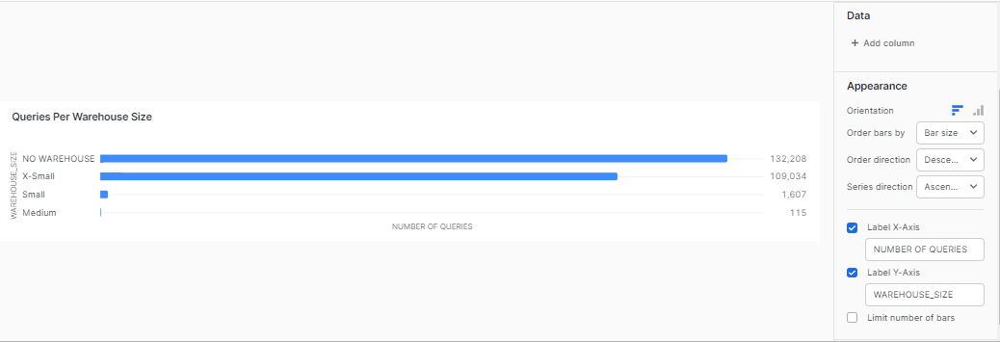 Queries Per Warehouse Size
WAREHOUSE_SIZE
NO WAREHOUSE 132,208
X-Small 109,034
Small 1,607
Medium 115
NUMBER OF QUERIES
Data
+ Add column
Appearance
Orientation
Order bars by Bar size
Order direction Desce...
Series direction Ascen...
Label X-Axis
NUMBER OF QUERIES
Label Y-Axis
WAREHOUSE_SIZE
Limit number of bars